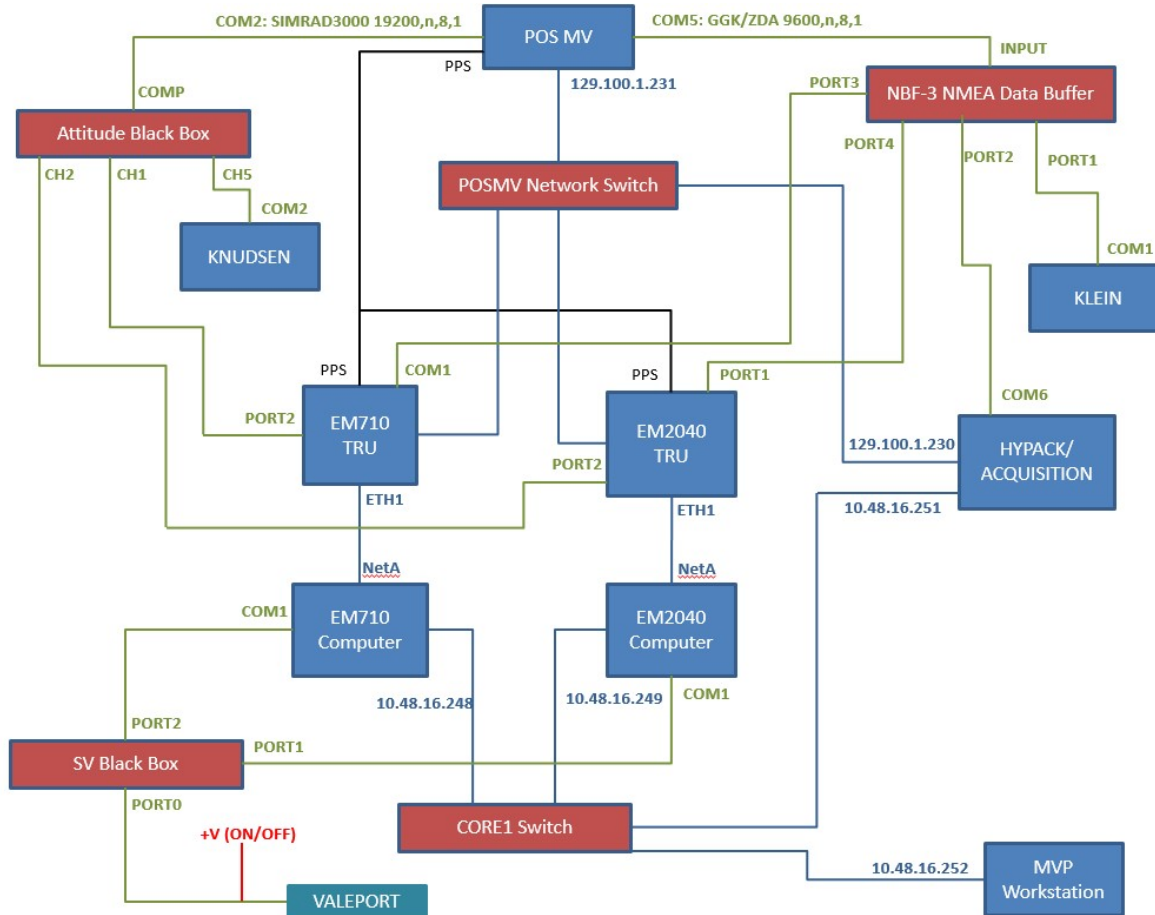 COM2: SIMRAD3000 19200,n,8,1
POS MV
COM5: GGK/ZDA 9600,n,8,1
PPS
INPUT
129.100.1.231
COMP
PORT3
NBF-3 NMEA Data Buffer
Attitude Black Box
PORT4
PORT2
PORT1
CH2
CH1
CH5
POSMV Network Switch
COM2
KNUDSEN
COM1
KLEIN
PPS
COM1
PPS
PORT1
COM6
PORT2
EM710
TRU
EM2040
TRU
129.100.1.230
HYPACK/
ACQUISITION
PORT2
10.48.16.251
ETH1
ETH1
NetA
NetA
COM1
EM710
Computer
EM2040
Computer
10.48.16.248
10.48.16.249
COM1
PORT2
SV Black Box
PORT1
PORT0
CORE1 Switch
+V (ON/OFF)
10.48.16.252
MVP
Workstation
VALEPORT